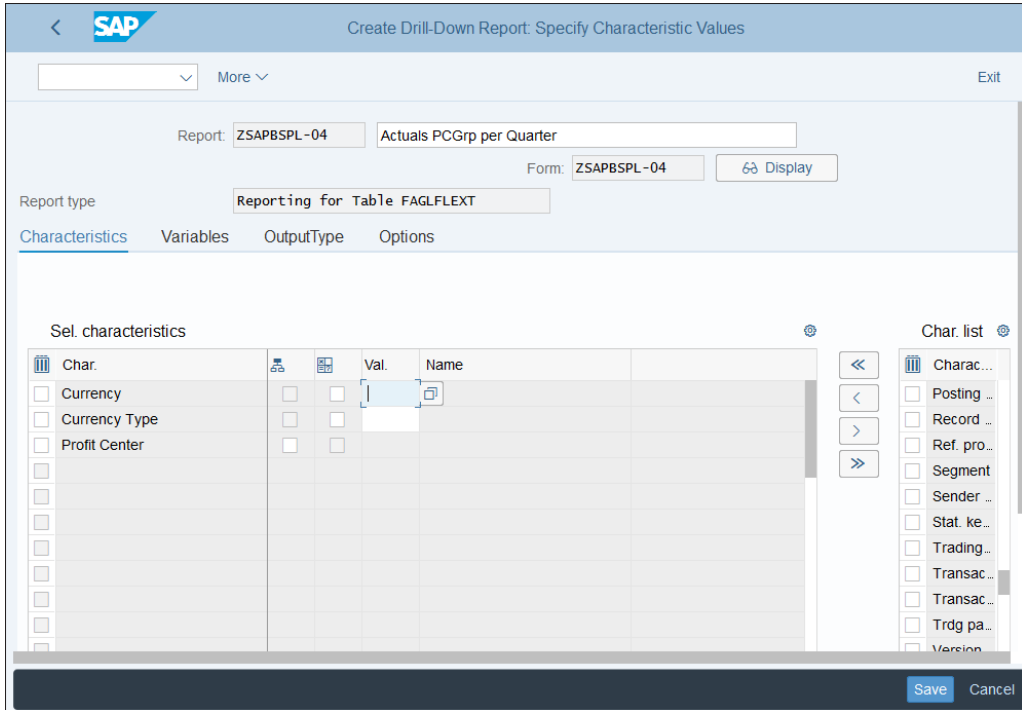 SAP Create Drill-Down Report: Specify Characteristic Values
More Exit
Report: ZSAPBSPL-04 Actuals PCGrp per Quarter
Form: ZSAPBSPL-04 Display
Report type Reporting for Table FAGLFLEXT
Characteristics Variables OutputType Options
Sel. characteristics Char. list
Char. Val. Name Charac...
Currency Posting ...
Currency Type Record ...
Profit Center Ref. pro...
Segment
Sender ...
Stat. ke...
Trading...
Transac...
Transac...
Trdg pa...
Version
Save Cancel